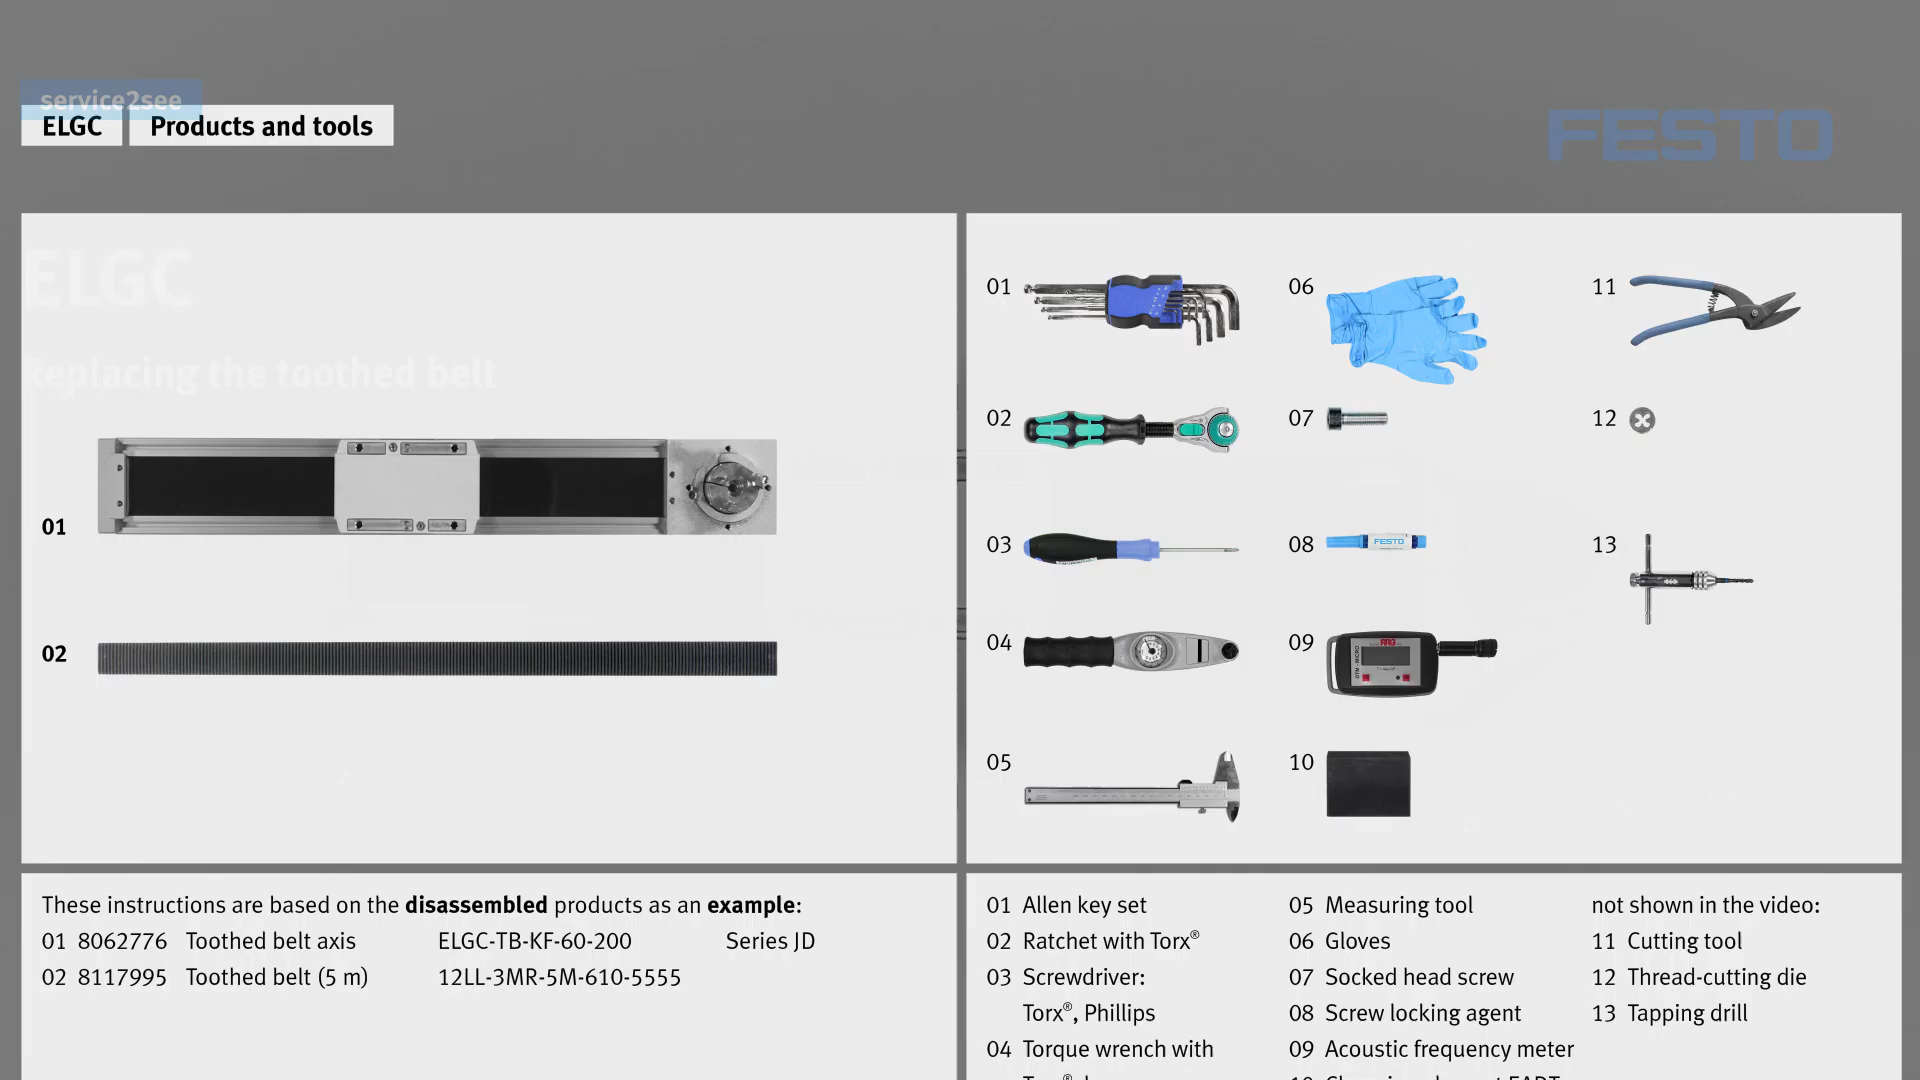 service2see
ELGC Products and tools
FESTO
ELGC
Replacing the toothed belt
01
02
01
02
03
04
05
06
07
08
FESTO
09
10
11
12
13
These instructions are based on the disassembled products as an example:
01 8062776 Toothed belt axis ELGC-TB-KF-60-200 Series JD
02 8117995 Toothed belt (5 m) 12LL-3MR-5M-610-5555
01 Allen key set
02 Ratchet with Torx®
03 Screwdriver:
Torx®, Phillips
04 Torque wrench with
05 Measuring tool
06 Gloves
07 Socked head screw
08 Screw locking agent
09 Acoustic frequency meter
not shown in the video:
11 Cutting tool
12 Thread-cutting die
13 Tapping drill